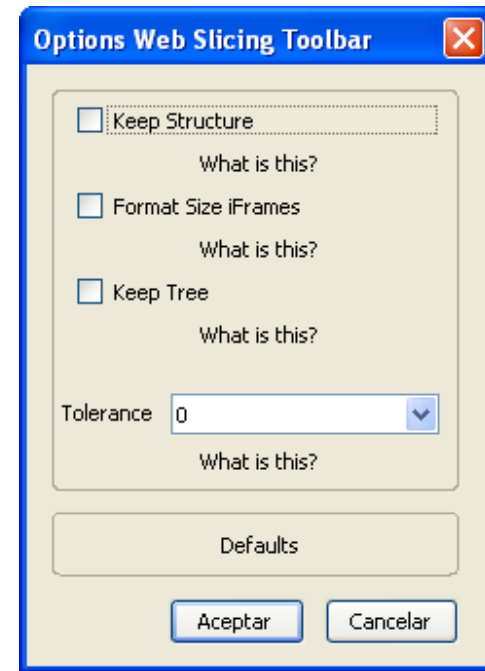 Options Web Slicing Toolbar
Keep Structure
What is this?
Format Size iFrames
What is this?
Keep Tree
What is this?
Tolerance 0
What is this?
Defaults
Aceptar Cancelar